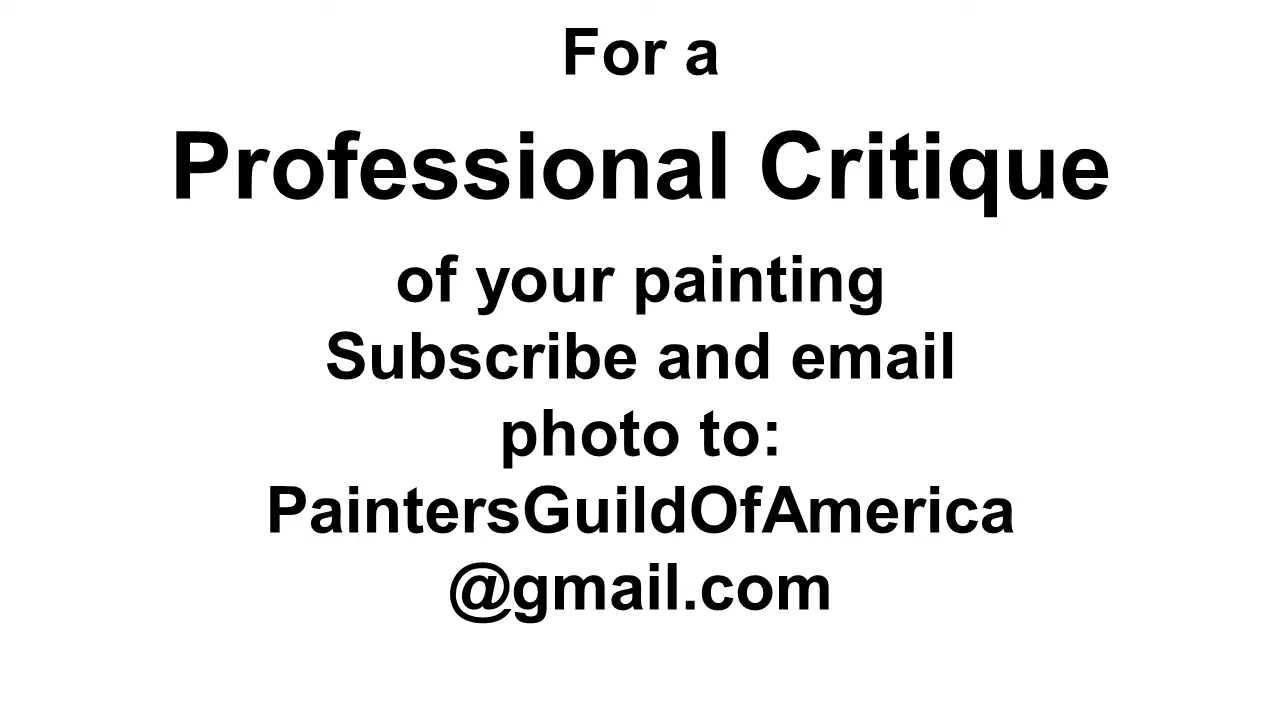 For a
Professional Critique
of your painting
Subscribe and email
photo to:
PaintersGuildOfAmerica
@gmail.com